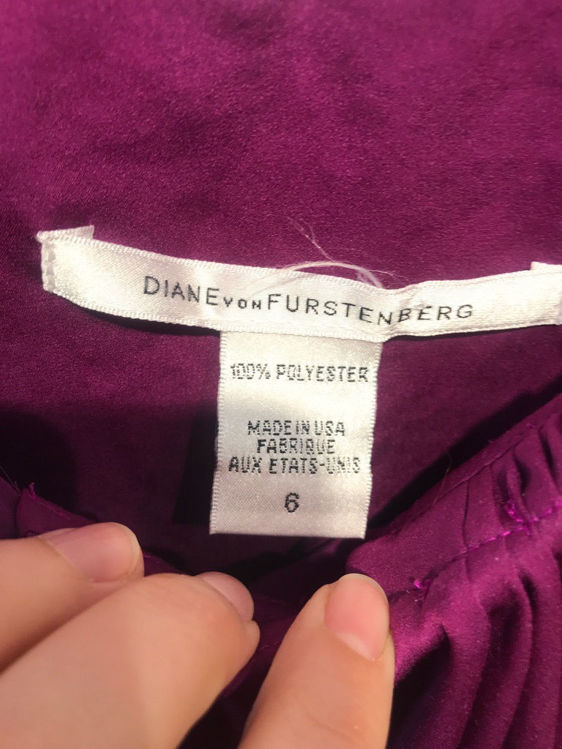 DIANE VON FURSTENBERG
100% POLYESTER
MADE IN USA
FABRIQUE
AUX ETATS-UNIS
6